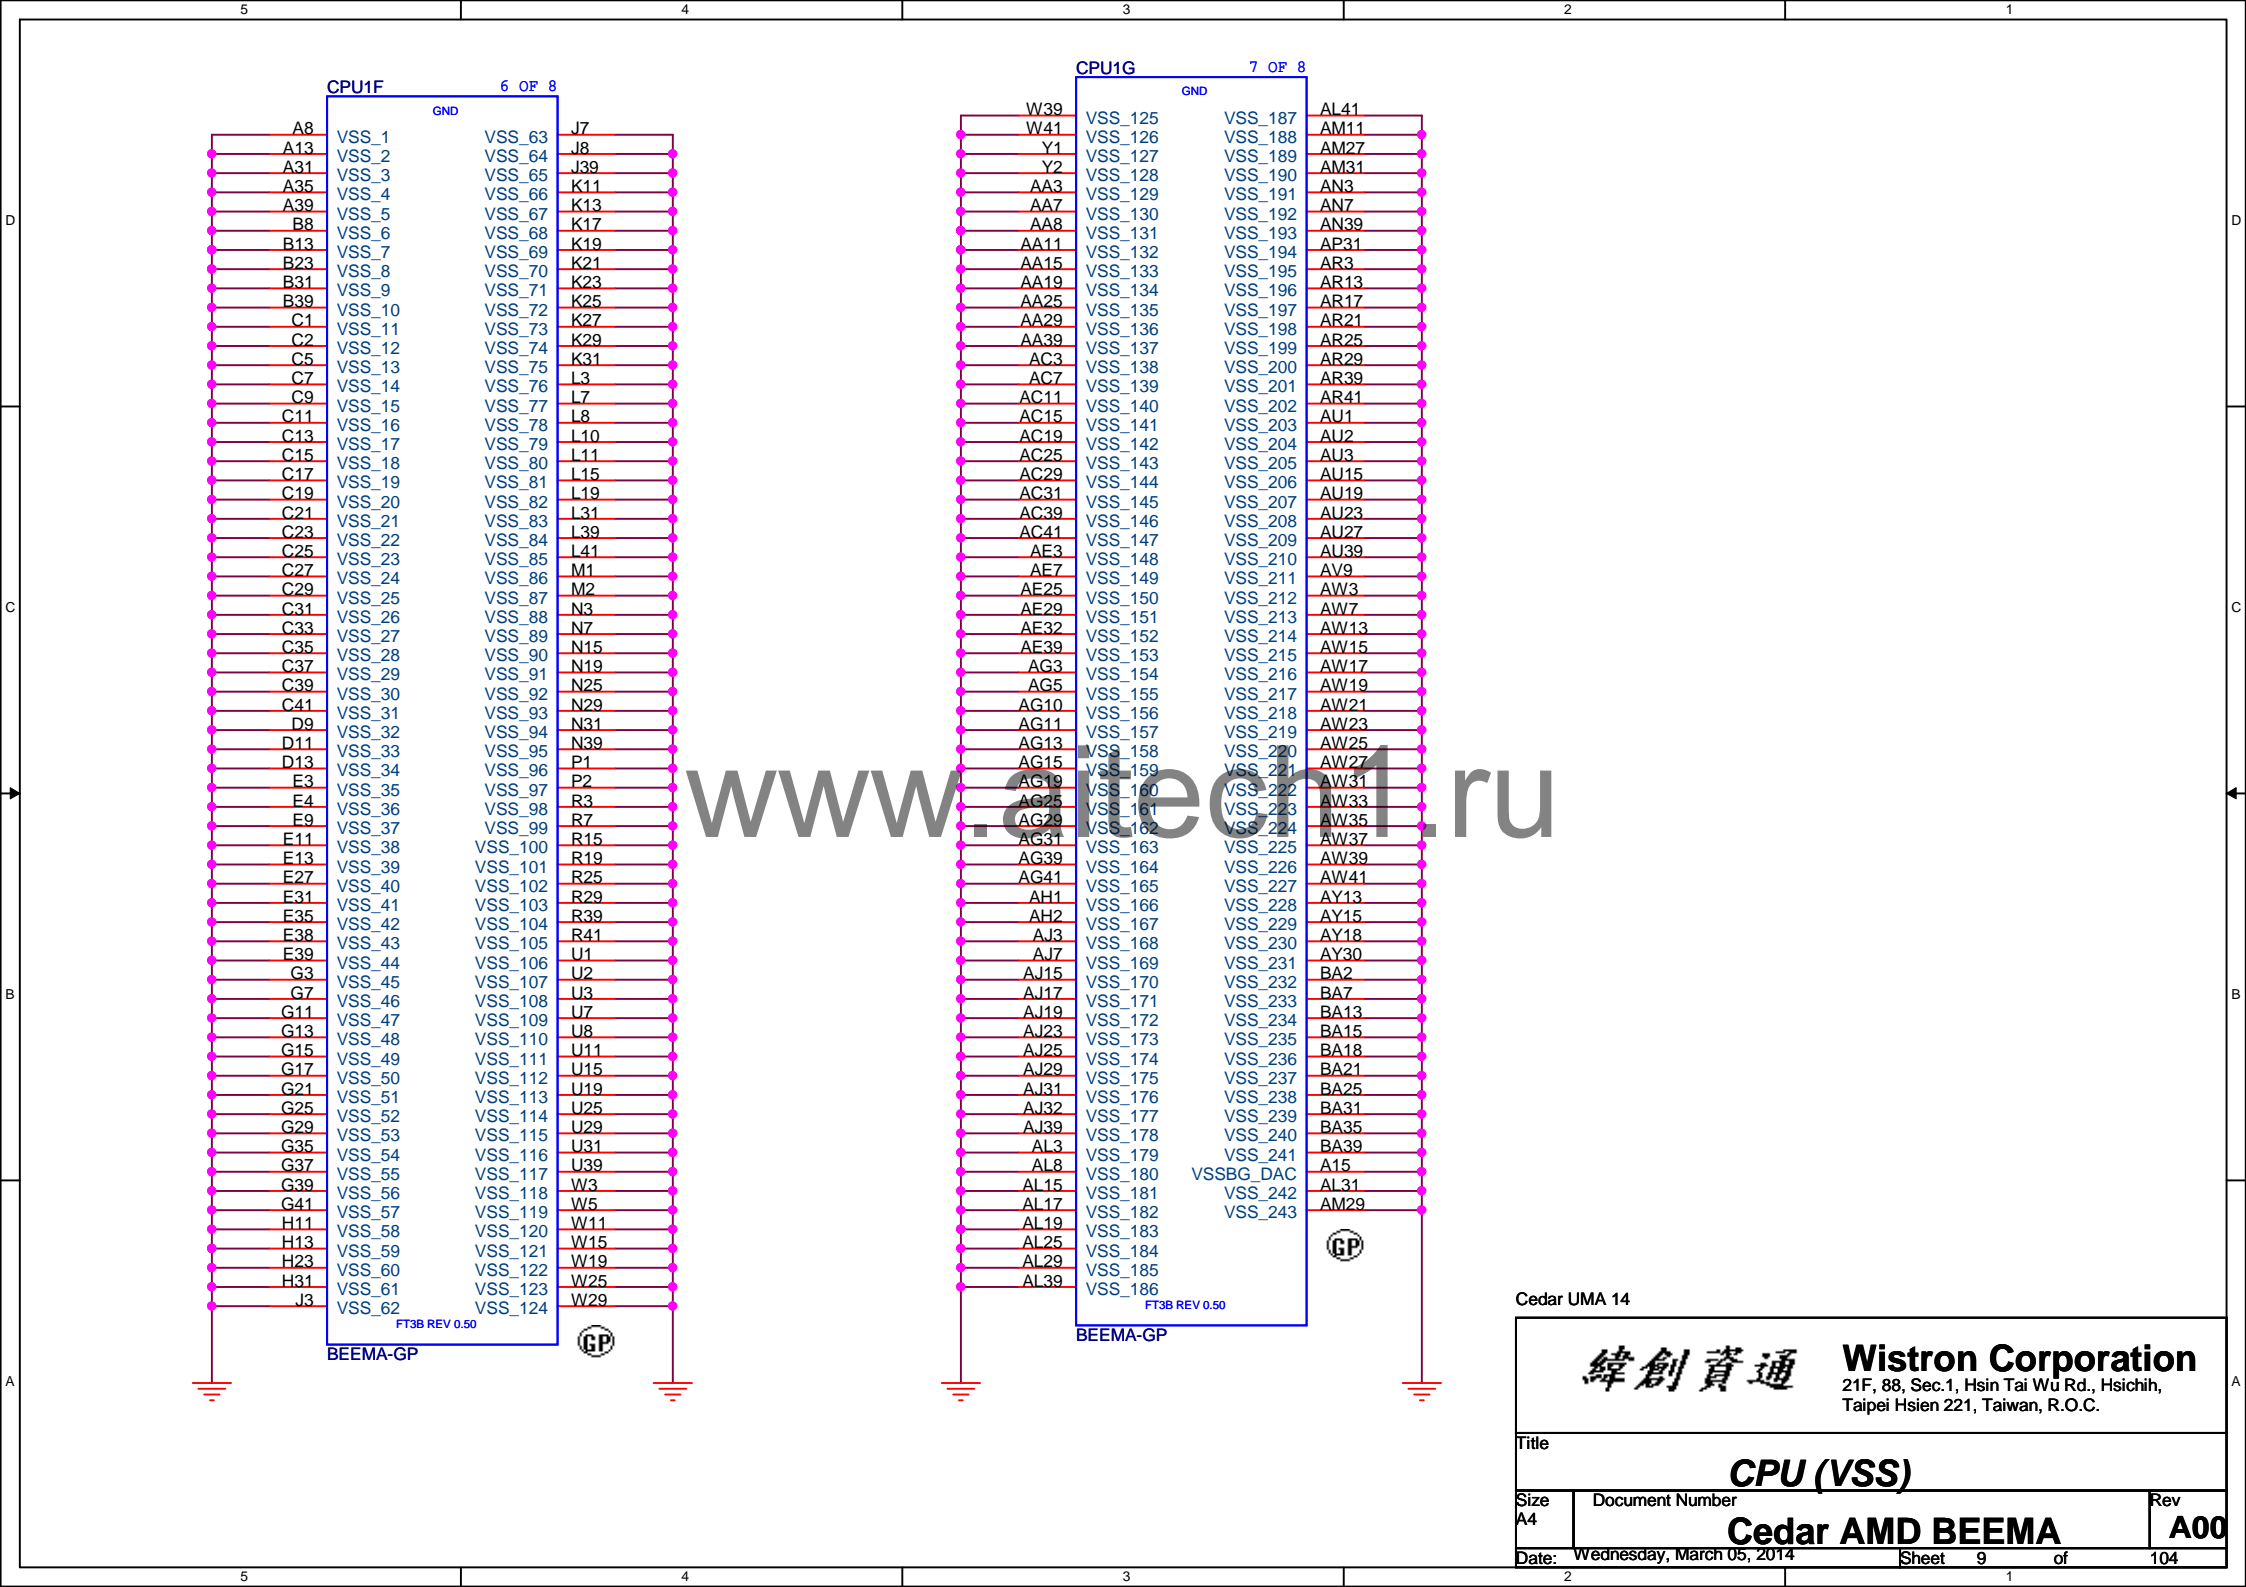 5 4 3 2 1
CPU1F 6 OF 8
GND
A8 VSS_1 VSS_63 J7
A13 VSS_2 VSS_64 J8
A31 VSS_3 VSS_65 J39
A35 VSS_4 VSS_66 K11
A39 VSS_5 VSS_67 K13
B8 VSS_6 VSS_68 K17
B13 VSS_7 VSS_69 K19
B23 VSS_8 VSS_70 K21
B31 VSS_9 VSS_71 K23
B39 VSS_10 VSS_72 K25
C1 VSS_11 VSS_73 K27
C2 VSS_12 VSS_74 K29
C5 VSS_13 VSS_75 K31
C7 VSS_14 VSS_76 L3
C9 VSS_15 VSS_77 L7
C11 VSS_16 VSS_78 L8
C13 VSS_17 VSS_79 L10
C15 VSS_18 VSS_80 L11
C17 VSS_19 VSS_81 L15
C19 VSS_20 VSS_82 L19
C21 VSS_21 VSS_83 L31
C23 VSS_22 VSS_84 L39
C25 VSS_23 VSS_85 L41
C27 VSS_24 VSS_86 M1
C29 VSS_25 VSS_87 M2
C31 VSS_26 VSS_88 N3
C33 VSS_27 VSS_89 N7
C35 VSS_28 VSS_90 N15
C37 VSS_29 VSS_91 N19
C39 VSS_30 VSS_92 N25
C41 VSS_31 VSS_93 N29
D9 VSS_32 VSS_94 N31
D11 VSS_33 VSS_95 N39
D13 VSS_34 VSS_96 P1
E3 VSS_35 VSS_97 P2
E4 VSS_36 VSS_98 R3
E9 VSS_37 VSS_99 R7
E11 VSS_38 VSS_100 R15
E13 VSS_39 VSS_101 R19
E27 VSS_40 VSS_102 R25
E31 VSS_41 VSS_103 R29
E35 VSS_42 VSS_104 R39
E38 VSS_43 VSS_105 R41
E39 VSS_44 VSS_106 U1
G3 VSS_45 VSS_107 U2
G7 VSS_46 VSS_108 U3
G11 VSS_47 VSS_109 U7
G13 VSS_48 VSS_110 U8
G15 VSS_49 VSS_111 U11
G17 VSS_50 VSS_112 U15
G21 VSS_51 VSS_113 U19
G25 VSS_52 VSS_114 U25
G29 VSS_53 VSS_115 U29
G35 VSS_54 VSS_116 U31
G37 VSS_55 VSS_117 U39
G39 VSS_56 VSS_118 W3
G41 VSS_57 VSS_119 W5
H11 VSS_58 VSS_120 W11
H13 VSS_59 VSS_121 W15
H23 VSS_60 VSS_122 W19
H31 VSS_61 VSS_123 W25
J3 VSS_62 VSS_124 W29
FT3B REV 0.50
BEEMA-GP
GP
CPU1G 7 OF 8
GND
W39 VSS_125 VSS_187 AL41
W41 VSS_126 VSS_188 AM11
Y1 VSS_127 VSS_189 AM27
Y2 VSS_128 VSS_190 AM31
AA3 VSS_129 VSS_191 AN3
AA7 VSS_130 VSS_192 AN7
AA8 VSS_131 VSS_193 AN39
AA11 VSS_132 VSS_194 AP31
AA15 VSS_133 VSS_195 AR3
AA19 VSS_134 VSS_196 AR13
AA25 VSS_135 VSS_197 AR17
AA29 VSS_136 VSS_198 AR21
AA39 VSS_137 VSS_199 AR25
AC3 VSS_138 VSS_200 AR29
AC7 VSS_139 VSS_201 AR39
AC11 VSS_140 VSS_202 AR41
AC15 VSS_141 VSS_203 AU1
AC19 VSS_142 VSS_204 AU2
AC25 VSS_143 VSS_205 AU3
AC29 VSS_144 VSS_206 AU15
AC31 VSS_145 VSS_207 AU19
AC39 VSS_146 VSS_208 AU23
AC41 VSS_147 VSS_209 AU27
AE3 VSS_148 VSS_210 AU39
AE7 VSS_149 VSS_211 AV9
AE25 VSS_150 VSS_212 AW3
AE29 VSS_151 VSS_213 AW7
AE32 VSS_152 VSS_214 AW13
AE39 VSS_153 VSS_215 AW15
AG3 VSS_154 VSS_216 AW17
AG5 VSS_155 VSS_217 AW19
AG10 VSS_156 VSS_218 AW21
AG11 VSS_157 VSS_219 AW23
AG13 VSS_158 VSS_220 AW25
AG15 VSS_159 VSS_221 AW27
AG19 VSS_160 VSS_222 AW31
AG25 VSS_161 VSS_223 AW33
AG29 VSS_162 VSS_224 AW35
AG31 VSS_163 VSS_225 AW37
AG39 VSS_164 VSS_226 AW39
AG41 VSS_165 VSS_227 AW41
AH1 VSS_166 VSS_228 AY13
AH2 VSS_167 VSS_229 AY15
AJ3 VSS_168 VSS_230 AY18
AJ7 VSS_169 VSS_231 AY30
AJ15 VSS_170 VSS_232 BA2
AJ17 VSS_171 VSS_233 BA7
AJ19 VSS_172 VSS_234 BA13
AJ23 VSS_173 VSS_235 BA15
AJ25 VSS_174 VSS_236 BA18
AJ29 VSS_175 VSS_237 BA21
AJ31 VSS_176 VSS_238 BA25
AJ32 VSS_177 VSS_239 BA31
AJ39 VSS_178 VSS_240 BA35
AL3 VSS_179 VSS_241 BA39
AL8 VSS_180 VSSBG_DAC A15
AL15 VSS_181 VSS_242 AL31
AL17 VSS_182 VSS_243 AM29
AL19 VSS_183
AL25 VSS_184
AL29 VSS_185
AL39 VSS_186
FT3B REV 0.50
BEEMA-GP
GP
www.aitech1.ru
D D
C C
B B
A A
Cedar UMA 14
緯創資通
Wistron Corporation
21F, 88, Sec.1, Hsin Tai Wu Rd., Hsichih,
Taipei Hsien 221, Taiwan, R.O.C.
Title
CPU (VSS)
Size Document Number Rev
A4 Cedar AMD BEEMA A00
Date: Wednesday, March 05, 2014 Sheet 9 of 104
5 4 3 2 1